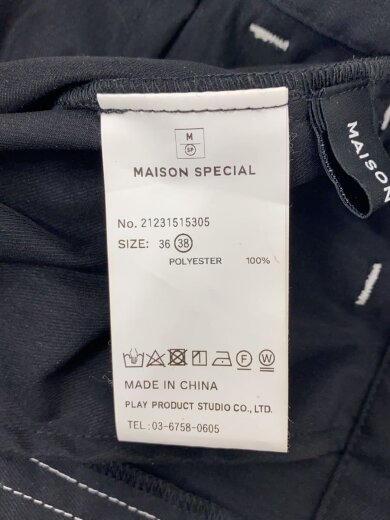 M
SP
MAISON SPECIAL
No. 21231515305
SIZE: 36 38
POLYESTER 100%
MADE IN CHINA
PLAY PRODUCT STUDIO CO., LTD.
TEL:03-6758-0605
F W
MAISON